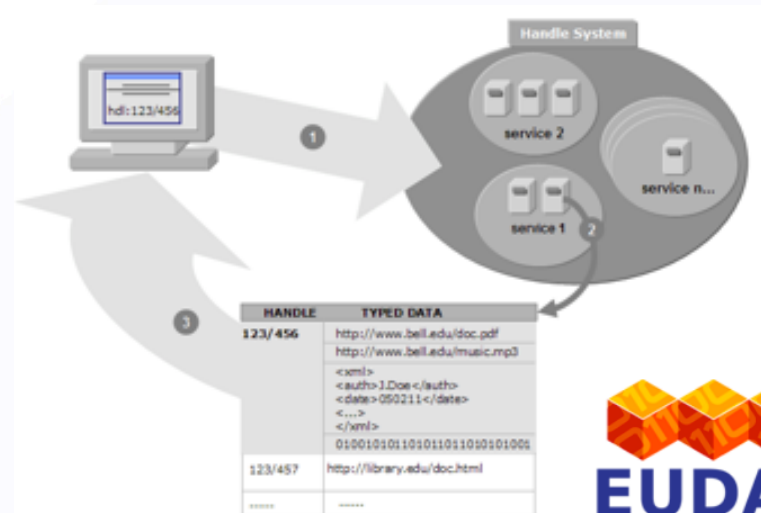 Handle System
hdl:123/456
1
service 2
service n...
service 1
2
3
HANDLE TYPED DATA
123/456 http://www.bell.edu/doc.pdf
http://www.bell.edu/music.mp3
<xml>
<auth>J.Doe</auth>
<date>050211</date>
<...>
</xml>
01001010110101101101010101001
123/457 http://library.edu/doc.html
----- -----
EUDA